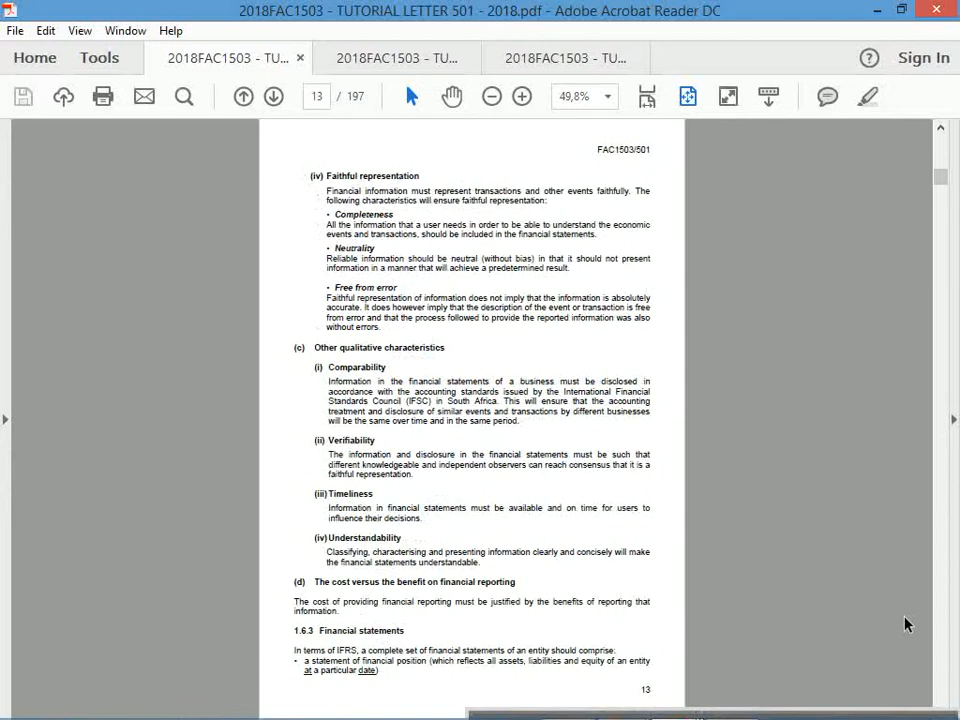 2018FAC1503 - TUTORIAL LETTER 501 - 2018.pdf - Adobe Acrobat Reader DC
File Edit View Window Help
Home Tools 2018FAC1503 - TU... × 2018FAC1503 - TU... 2018FAC1503 - TU... ? Sign In
13 / 197 49,8%
FAC1503/501
(iv) Faithful representation
Financial information must represent transactions and other events faithfully. The
following characteristics will ensure faithful representation:
• Completeness
All the information that a user needs in order to be able to understand the economic
events and transactions, should be included in the financial statements.
• Neutrality
Reliable information should be neutral (without bias) in that it should not present
information in a manner that will achieve a predetermined result.
• Free from error
Faithful representation of information does not imply that the information is absolutely
accurate. It does however imply that the description of the event or transaction is free
from error and that the process followed to provide the reported information was also
without errors.
(c) Other qualitative characteristics
(i) Comparability
Information in the financial statements of a business must be disclosed in
accordance with the accounting standards issued by the International Financial
Standards Council (IFSC) in South Africa. This will ensure that the accounting
treatment and disclosure of similar events and transactions by different businesses
will be the same over time and in the same period.
(ii) Verifiability
The information and disclosure in the financial statements must be such that
different knowledgeable and independent observers can reach consensus that it is a
faithful representation.
(iii) Timeliness
Information in financial statements must be available and on time for users to
influence their decisions.
(iv) Understandability
Classifying, characterising and presenting information clearly and concisely will make
the financial statements understandable.
(d) The cost versus the benefit on financial reporting
The cost of providing financial reporting must be justified by the benefits of reporting that
information.
1.6.3 Financial statements
In terms of IFRS, a complete set of financial statements of an entity should comprise:
• a statement of financial position (which reflects all assets, liabilities and equity of an entity
at a particular date)
13